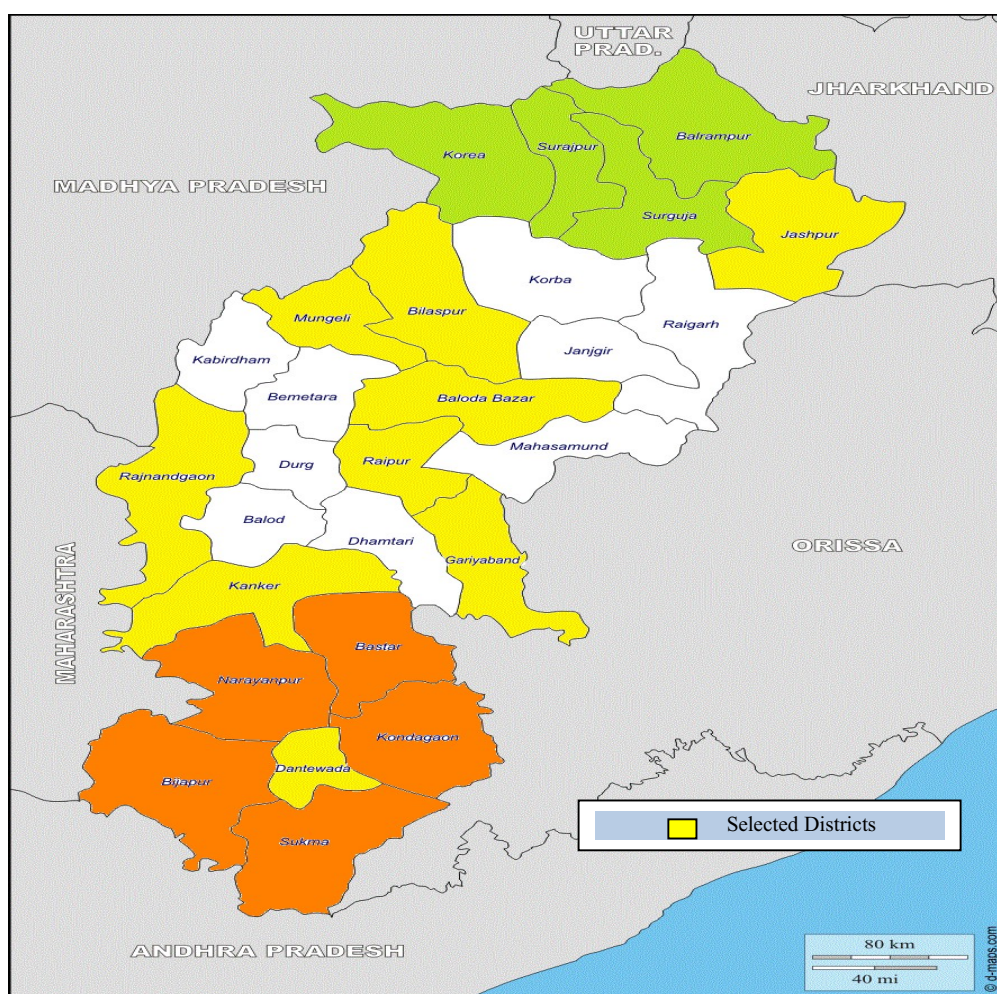 UTTAR
PRAD.
JHARKHAND
Balrampur
Surajpur
Korea
MADHYA PRADESH
Surguja
Jashpur
Korba
Bilaspur
Mungeli
Raigarh
Janjgir
Kabirdham
Bemetara
Baloda Bazar
Mahasamund
Raipur
Durg
Rajnandgaon
Balod
Dhamtari
ORISSA
Gariyaband
Kanker
MAHARASHTRA
Bastar
Narayanpur
Kondagaon
Dantewada
Bijapur
Selected Districts
Sukma
ANDHRA PRADESH
80 km
40 mi
© d-maps.com